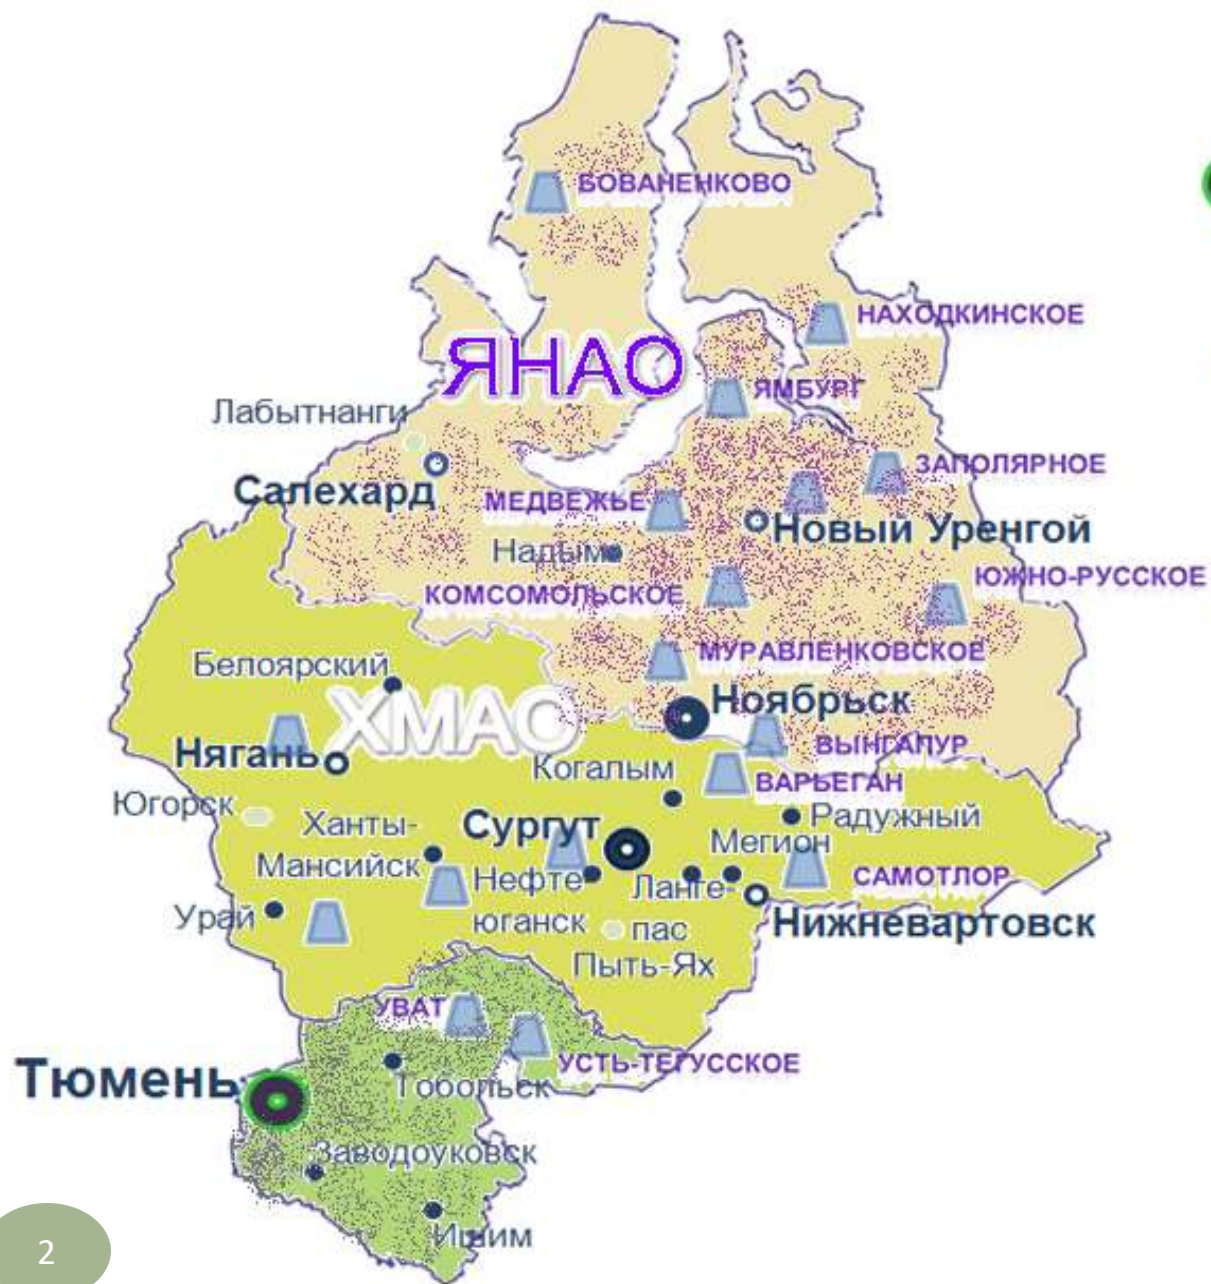 БОВАНЕНКОВО
НАХОДКИНСКОЕ
ЯНАО
ЯМБУРГ
Лабытнанги
ЗАПОЛЯРНОЕ
Салехард
МЕДВЕЖЬЕ
Новый Уренгой
Надым
ЮЖНО-РУССКОЕ
КОМСОМОЛЬСКОЕ
МУРАВЛЕНКОВСКОЕ
Белоярский
Ноябрьск
ХМАО
ВЫНГАПУР
Нягань
Когалым
ВАРЬЕГАН
Югорск
Радужный
Ханты-
Мансийск
Сургут
Мегион
САМОТЛОР
Нефте
юганск
Ланге-
пас
Урай
Нижневартовск
Пыть-Ях
УВАТ
УСТЬ-ТЕГУССКОЕ
Тюмень
Тобольск
Заводоуковск
Ишим
2